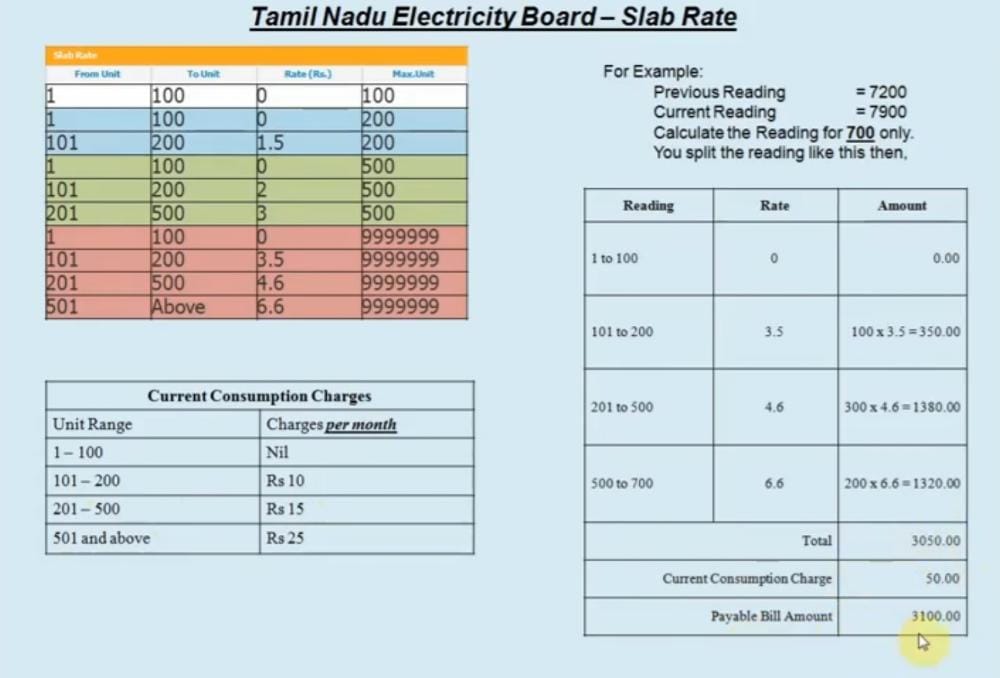 Tamil Nadu Electricity Board – Slab Rate
Slab Rate
From Unit To Unit Rate (Rs.) Max.Unit
1 100 0 100
1 100 0 200
101 200 1.5 200
1 100 0 500
101 200 2 500
201 500 3 500
1 100 0 9999999
101 200 3.5 9999999
201 500 4.6 9999999
501 Above 6.6 9999999
Current Consumption Charges
Unit Range Charges per month
1 – 100 Nil
101 – 200 Rs 10
201 – 500 Rs 15
501 and above Rs 25
For Example:
Previous Reading = 7200
Current Reading = 7900
Calculate the Reading for 700 only.
You split the reading like this then,
Reading Rate Amount
1 to 100 0 0.00
101 to 200 3.5 100 x 3.5 = 350.00
201 to 500 4.6 300 x 4.6 = 1380.00
500 to 700 6.6 200 x 6.6 = 1320.00
Total 3050.00
Current Consumption Charge 50.00
Payable Bill Amount 3100.00